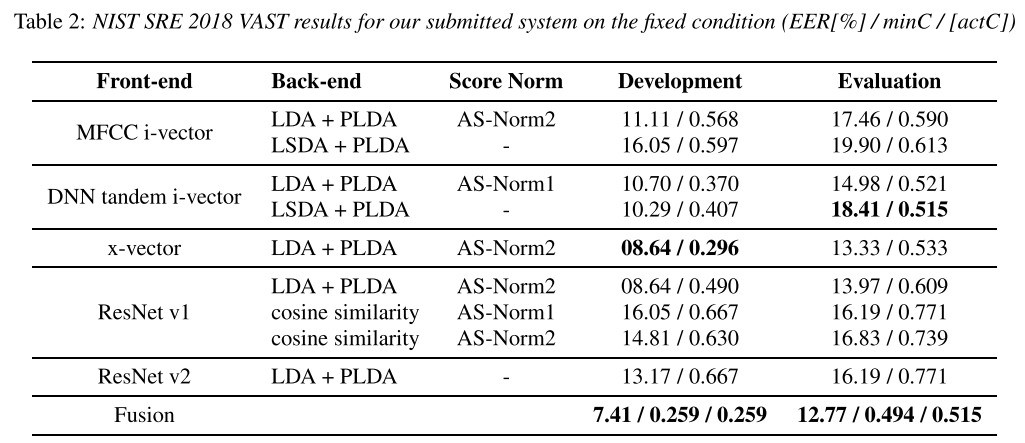 Table 2: NIST SRE 2018 VAST results for our submitted system on the fixed condition (EER[%] / minC / [actC])
Front-end Back-end Score Norm Development Evaluation
MFCC i-vector LDA + PLDA AS-Norm2 11.11 / 0.568 17.46 / 0.590
LSDA + PLDA - 16.05 / 0.597 19.90 / 0.613
DNN tandem i-vector LDA + PLDA AS-Norm1 10.70 / 0.370 14.98 / 0.521
LSDA + PLDA - 10.29 / 0.407 18.41 / 0.515
x-vector LDA + PLDA AS-Norm2 08.64 / 0.296 13.33 / 0.533
LDA + PLDA AS-Norm2 08.64 / 0.490 13.97 / 0.609
ResNet v1 cosine similarity AS-Norm1 16.05 / 0.667 16.19 / 0.771
cosine similarity AS-Norm2 14.81 / 0.630 16.83 / 0.739
ResNet v2 LDA + PLDA - 13.17 / 0.667 16.19 / 0.771
Fusion 7.41 / 0.259 / 0.259 12.77 / 0.494 / 0.515